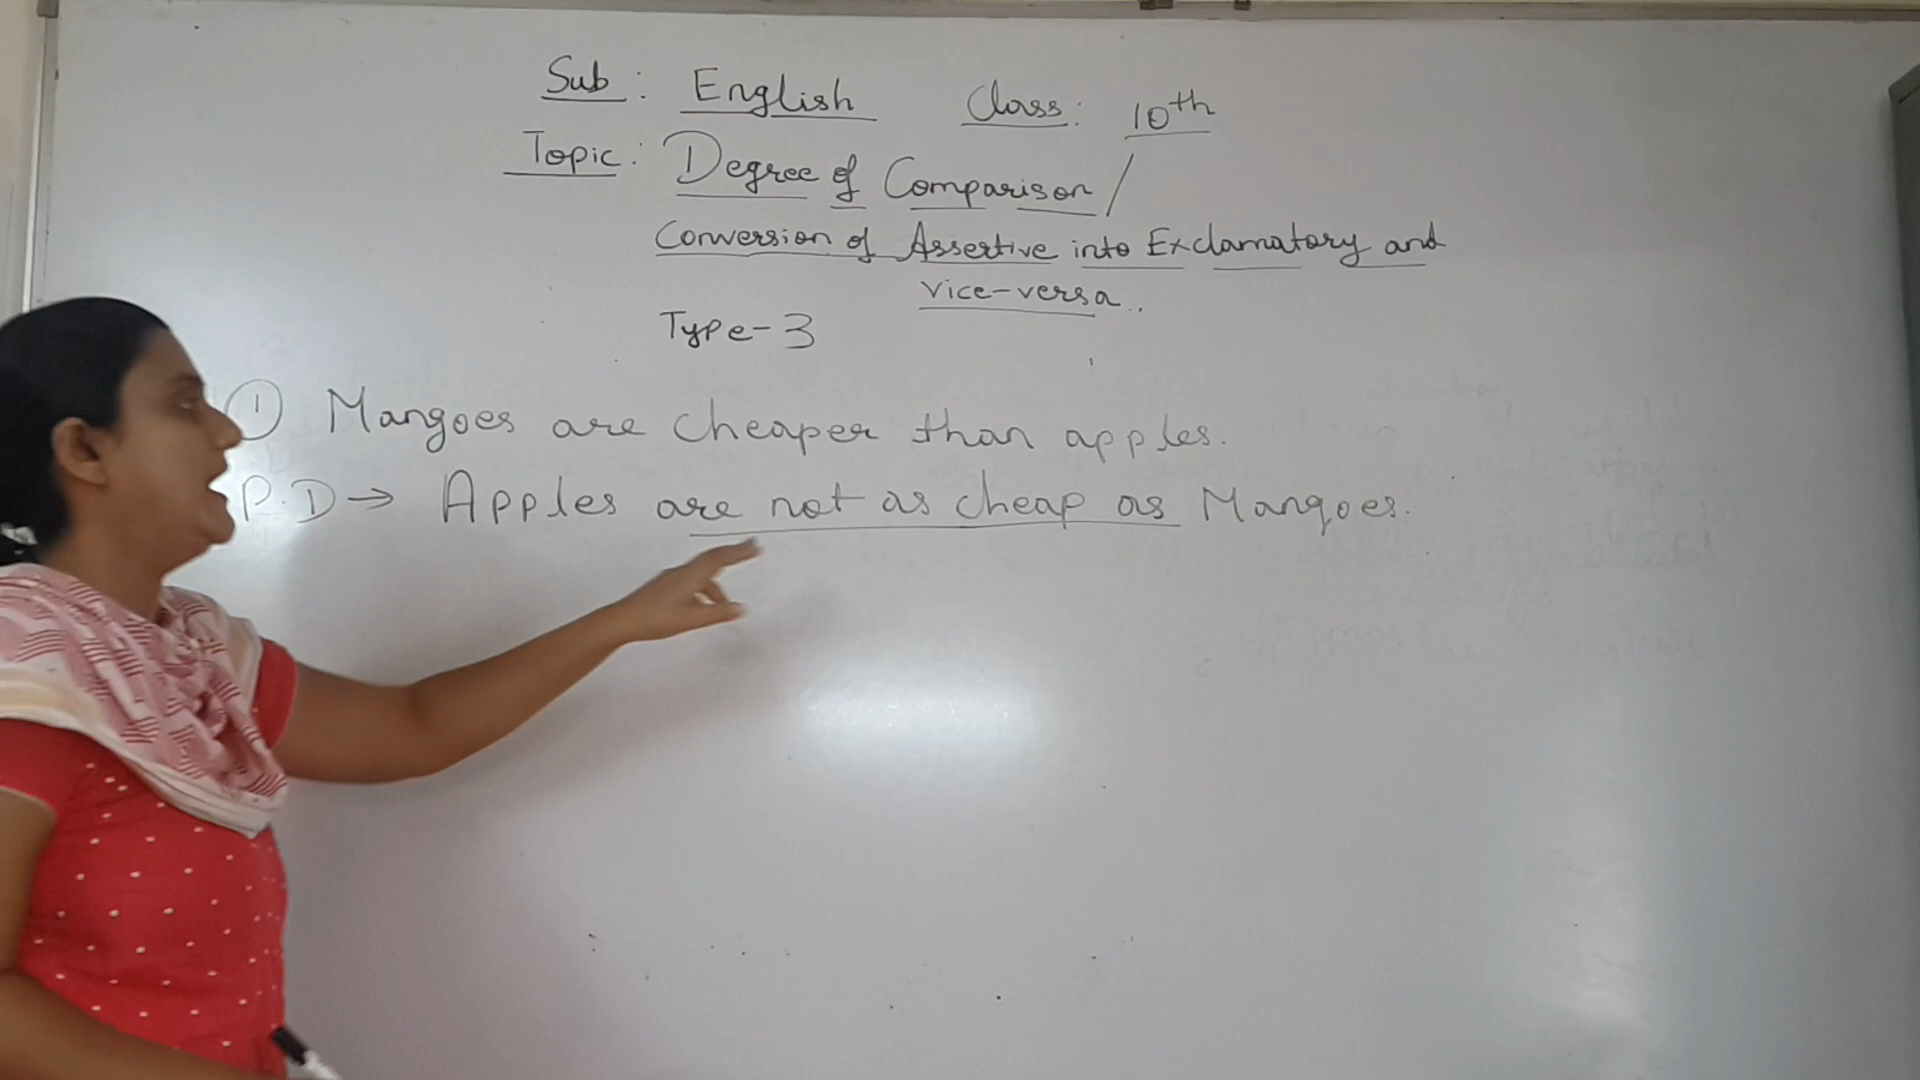 Sub: English Class: 10th
Topic: Degree of Comparison/
Conversion of Assertive into Exclamatory and
vice-versa..
Type-3
① Mangoes are cheaper than apples.
P.D→ Apples are not as cheap as Mangoes.